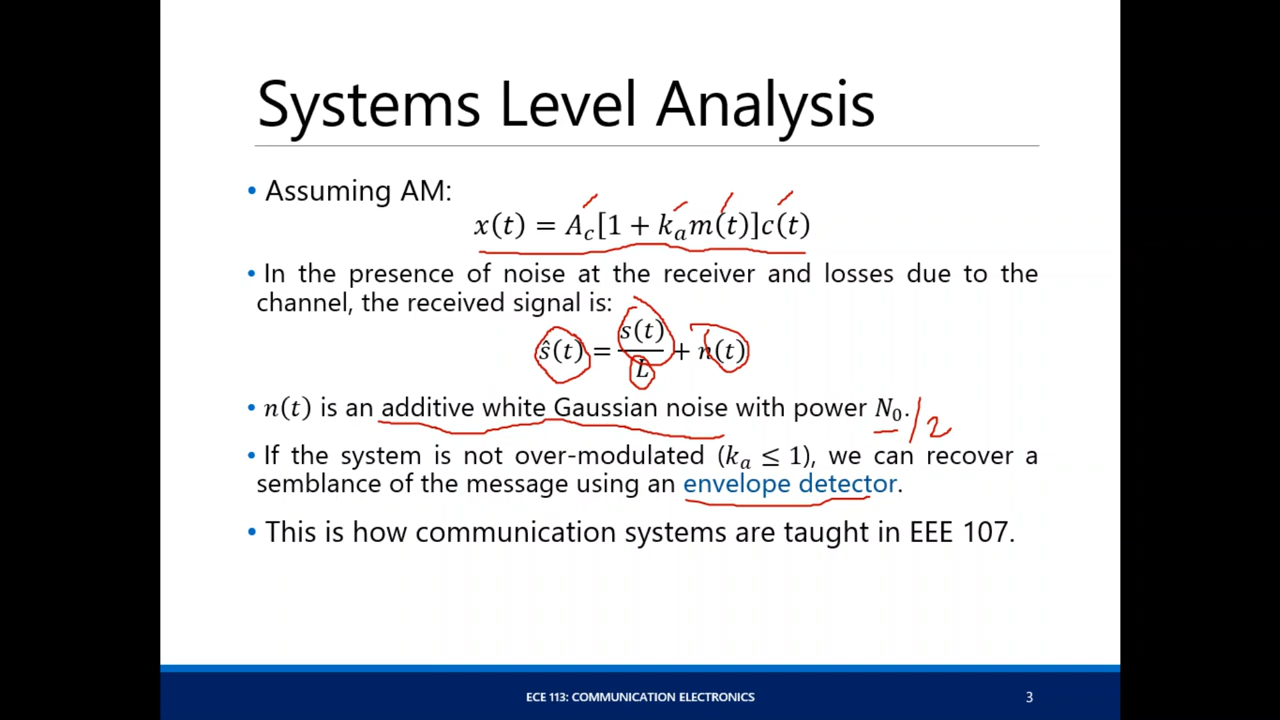 Systems Level Analysis
• Assuming AM:
x(t) = A_c[1 + k_a m(t)]c(t)
• In the presence of noise at the receiver and losses due to the
channel, the received signal is:
ŝ(t) = s(t)/L + n(t)
• n(t) is an additive white Gaussian noise with power N₀. /2
• If the system is not over-modulated (k_a ≤ 1), we can recover a
semblance of the message using an envelope detector.
• This is how communication systems are taught in EEE 107.
ECE 113: COMMUNICATION ELECTRONICS 3